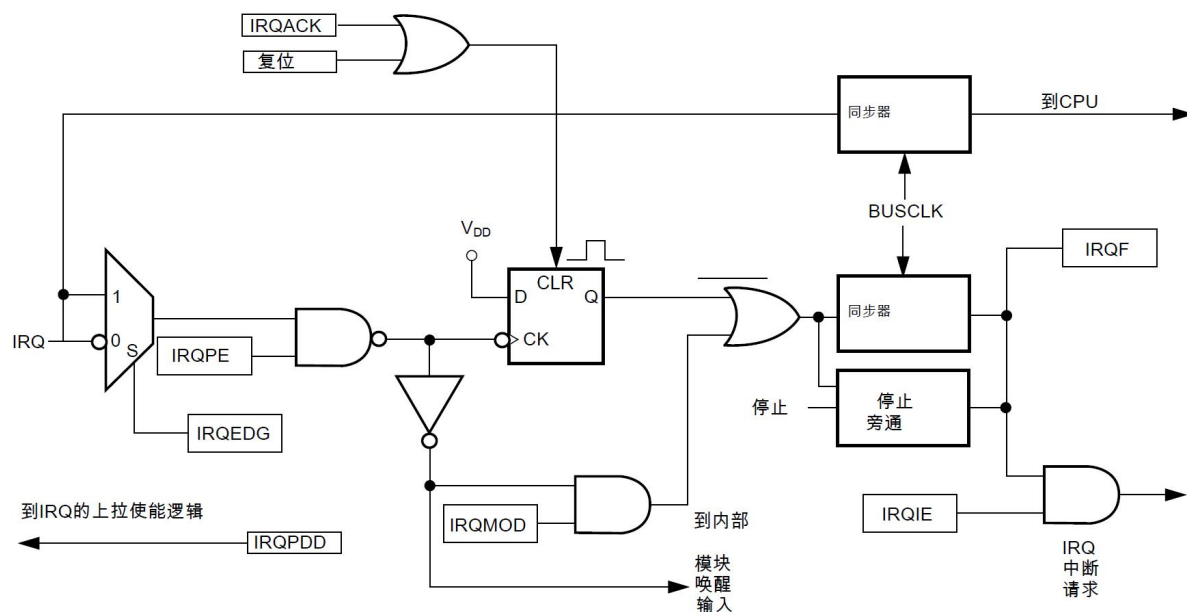 IRQACK
复位
到CPU
同步器
BUSCLK
VDD
IRQF
CLR
D
Q
1
同步器
IRQ
0
CK
S
IRQPE
停止
停止
旁通
IRQEDG
到IRQ的上拉使能逻辑
IRQMOD
到内部
IRQIE
IRQPDD
模块
唤醒
输入
IRQ
中断
请求